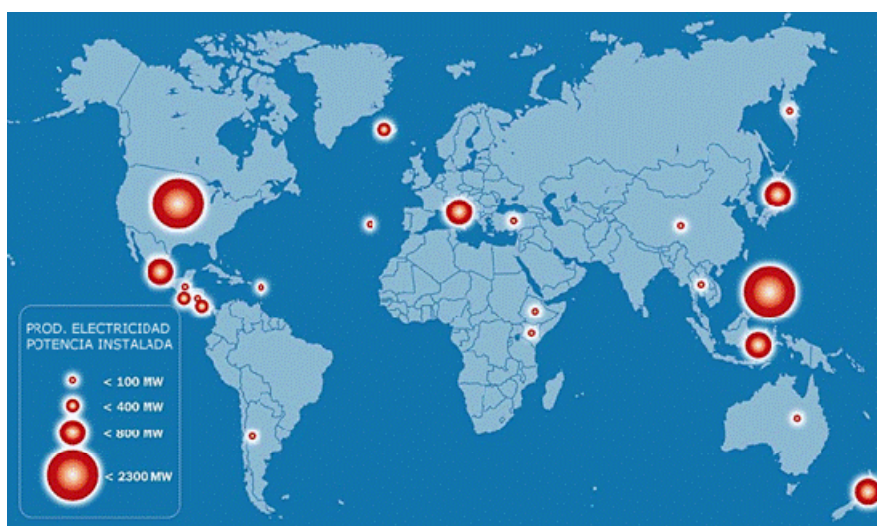 PROD. ELECTRICIDAD
POTENCIA INSTALADA
< 100 MW
< 400 MW
< 800 MW
< 2300 MW